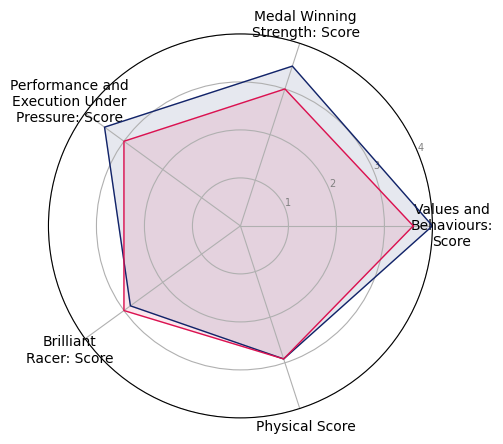 Medal Winning
Strength: Score
Performance and
Execution Under
Pressure: Score
4
3
2
1
Values and
Behaviours:
Score
Brilliant
Racer: Score
Physical Score